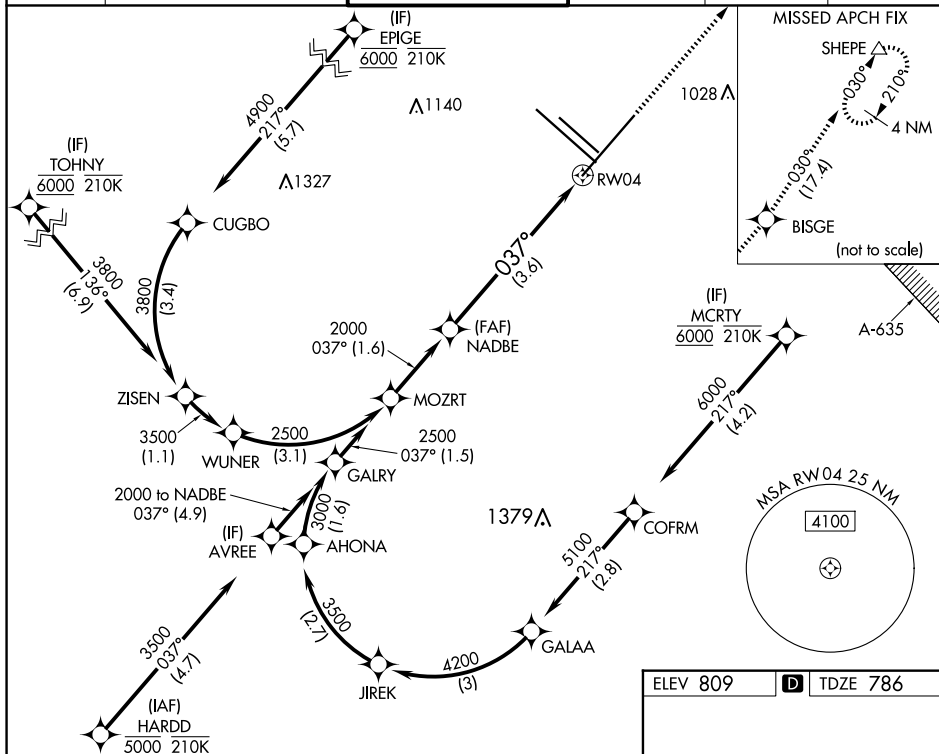 (IF)
EPIGE
6000 210K
4900
217°
(5.7)
1140
1327
(IF)
TOHNY
6000 210K
3800
136°
(6.9)
CUGBO
3800
(3.4)
1028
RW04
037°
(3.6)
MISSED APCH FIX
SHEPE
030°
210°
4 NM
030°
(17.4)
BISGE
(not to scale)
A-635
(IF)
MCRTY
6000 210K
6000
217°
(4.2)
2000
037° (1.6)
(FAF)
NADBE
ZISEN
3500
(1.1)
WUNER
2500
(3.1)
MOZRT
2500
037° (1.5)
GALRY
2000 to NADBE
037° (4.9)
3000
(1.6)
(IF)
AVREE
AHONA
1379
COFRM
5100
217°
(2.8)
GALAA
4200
(3)
JIREK
3500
(2.7)
3500
037°
(4.7)
(IAF)
HARDD
5000 210K
MSA RW04 25 NM
4100
ELEV 809 D TDZE 786